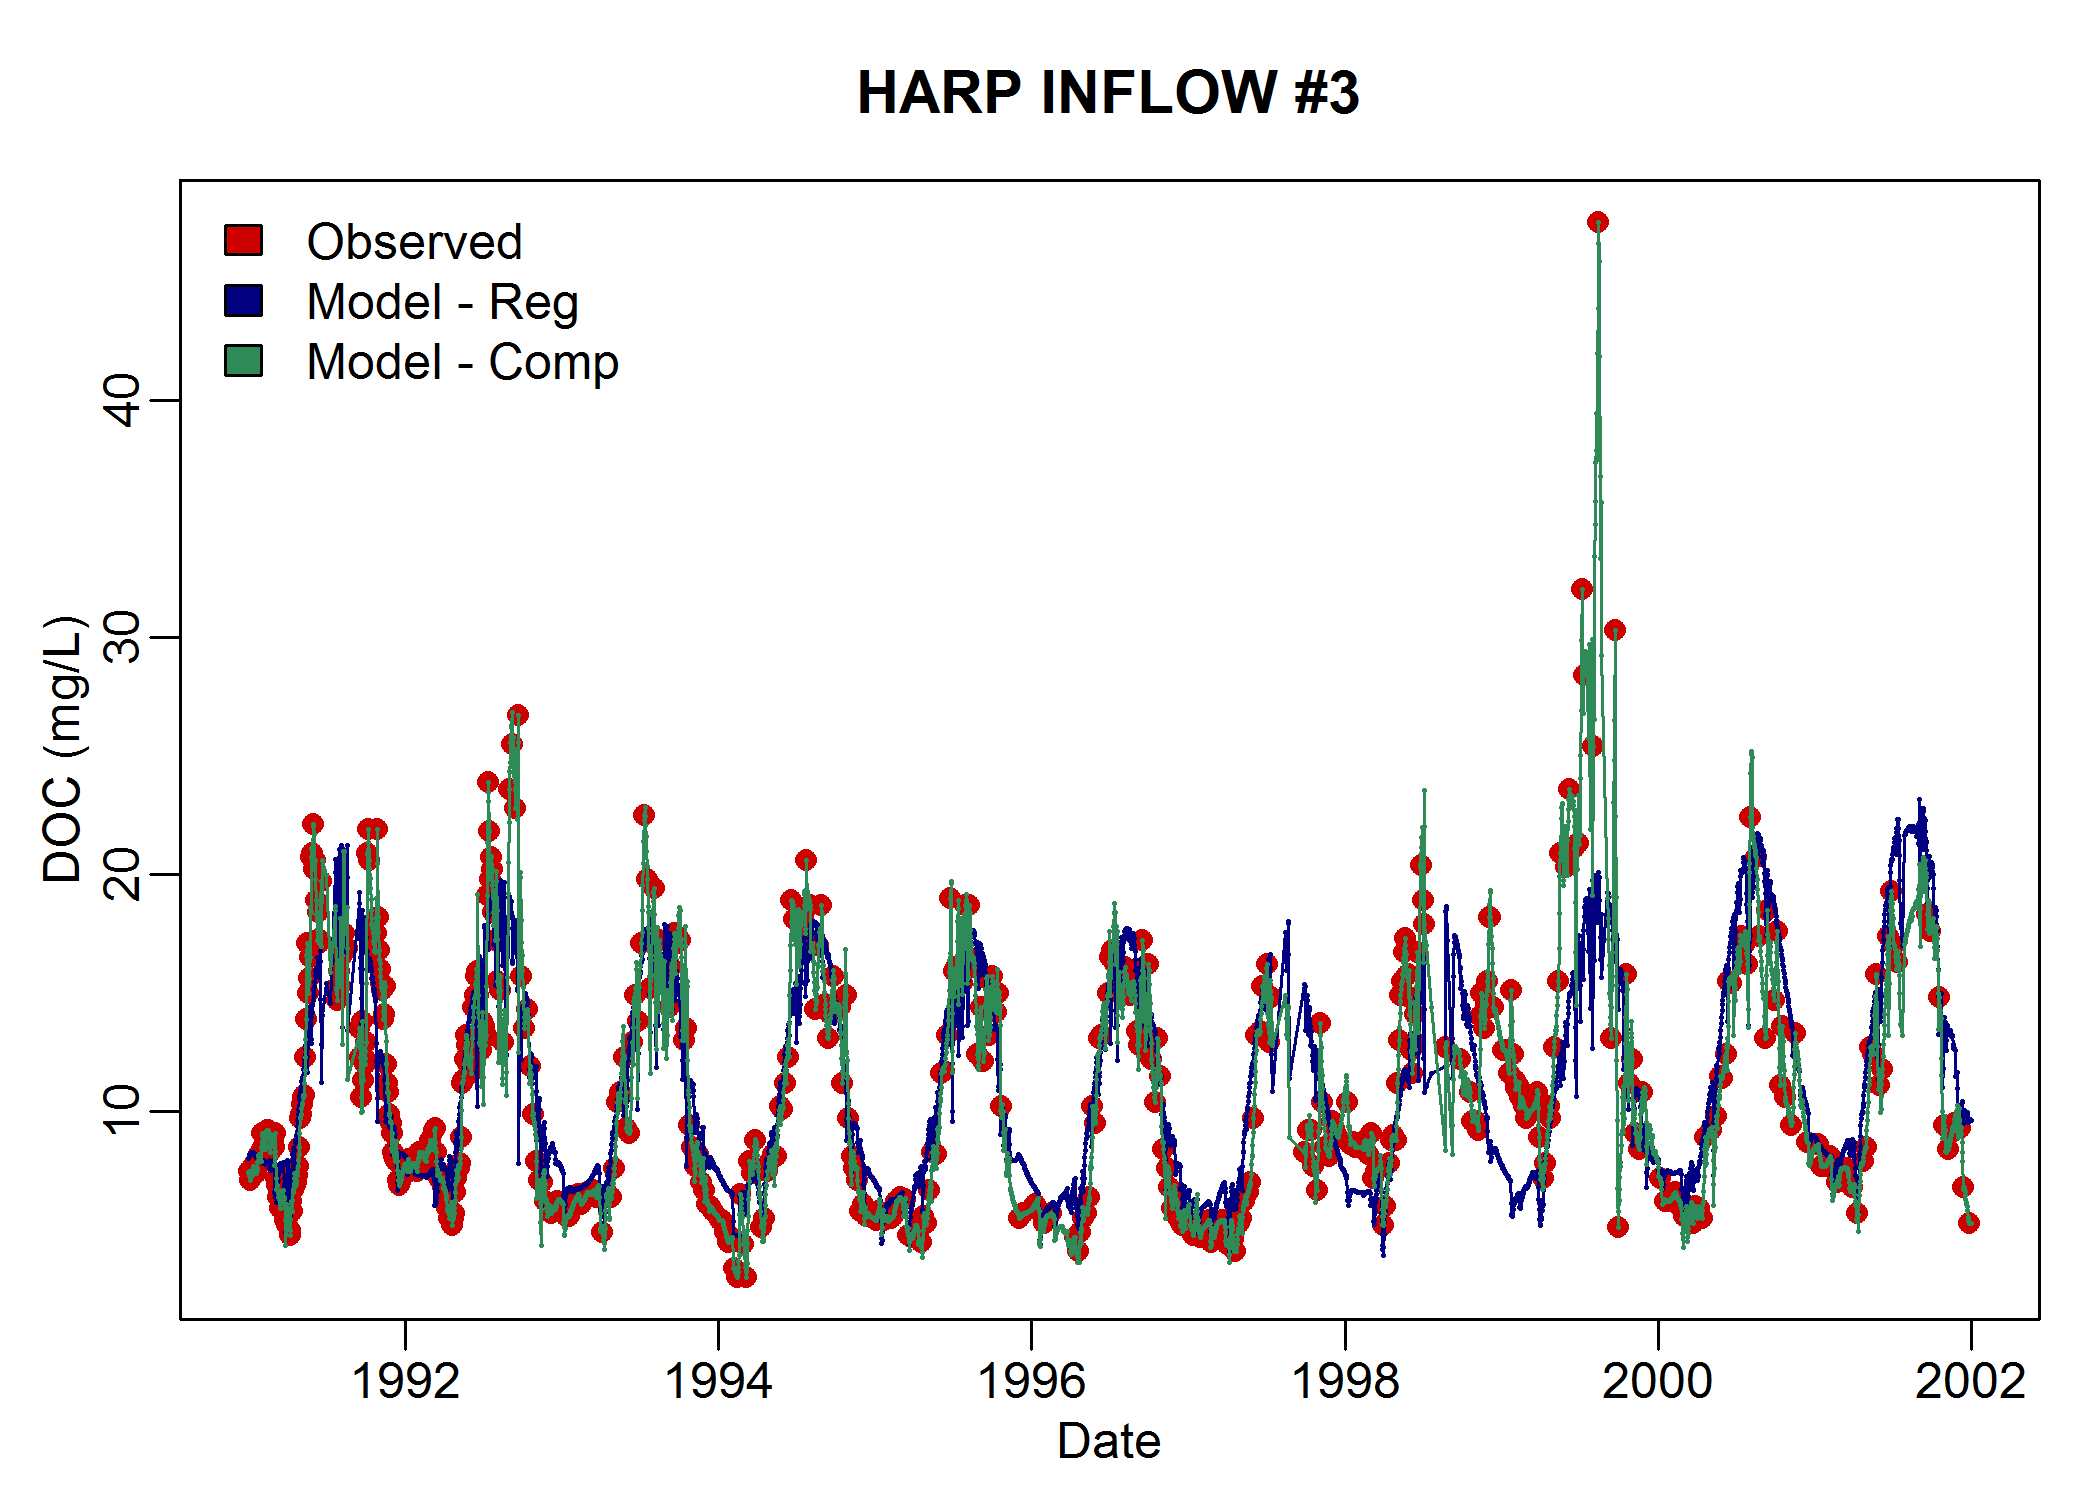 HARP INFLOW #3
Observed
Model - Reg
Model - Comp
DOC (mg/L)
40
30
20
10
1992
1994
1996
1998
2000
2002
Date